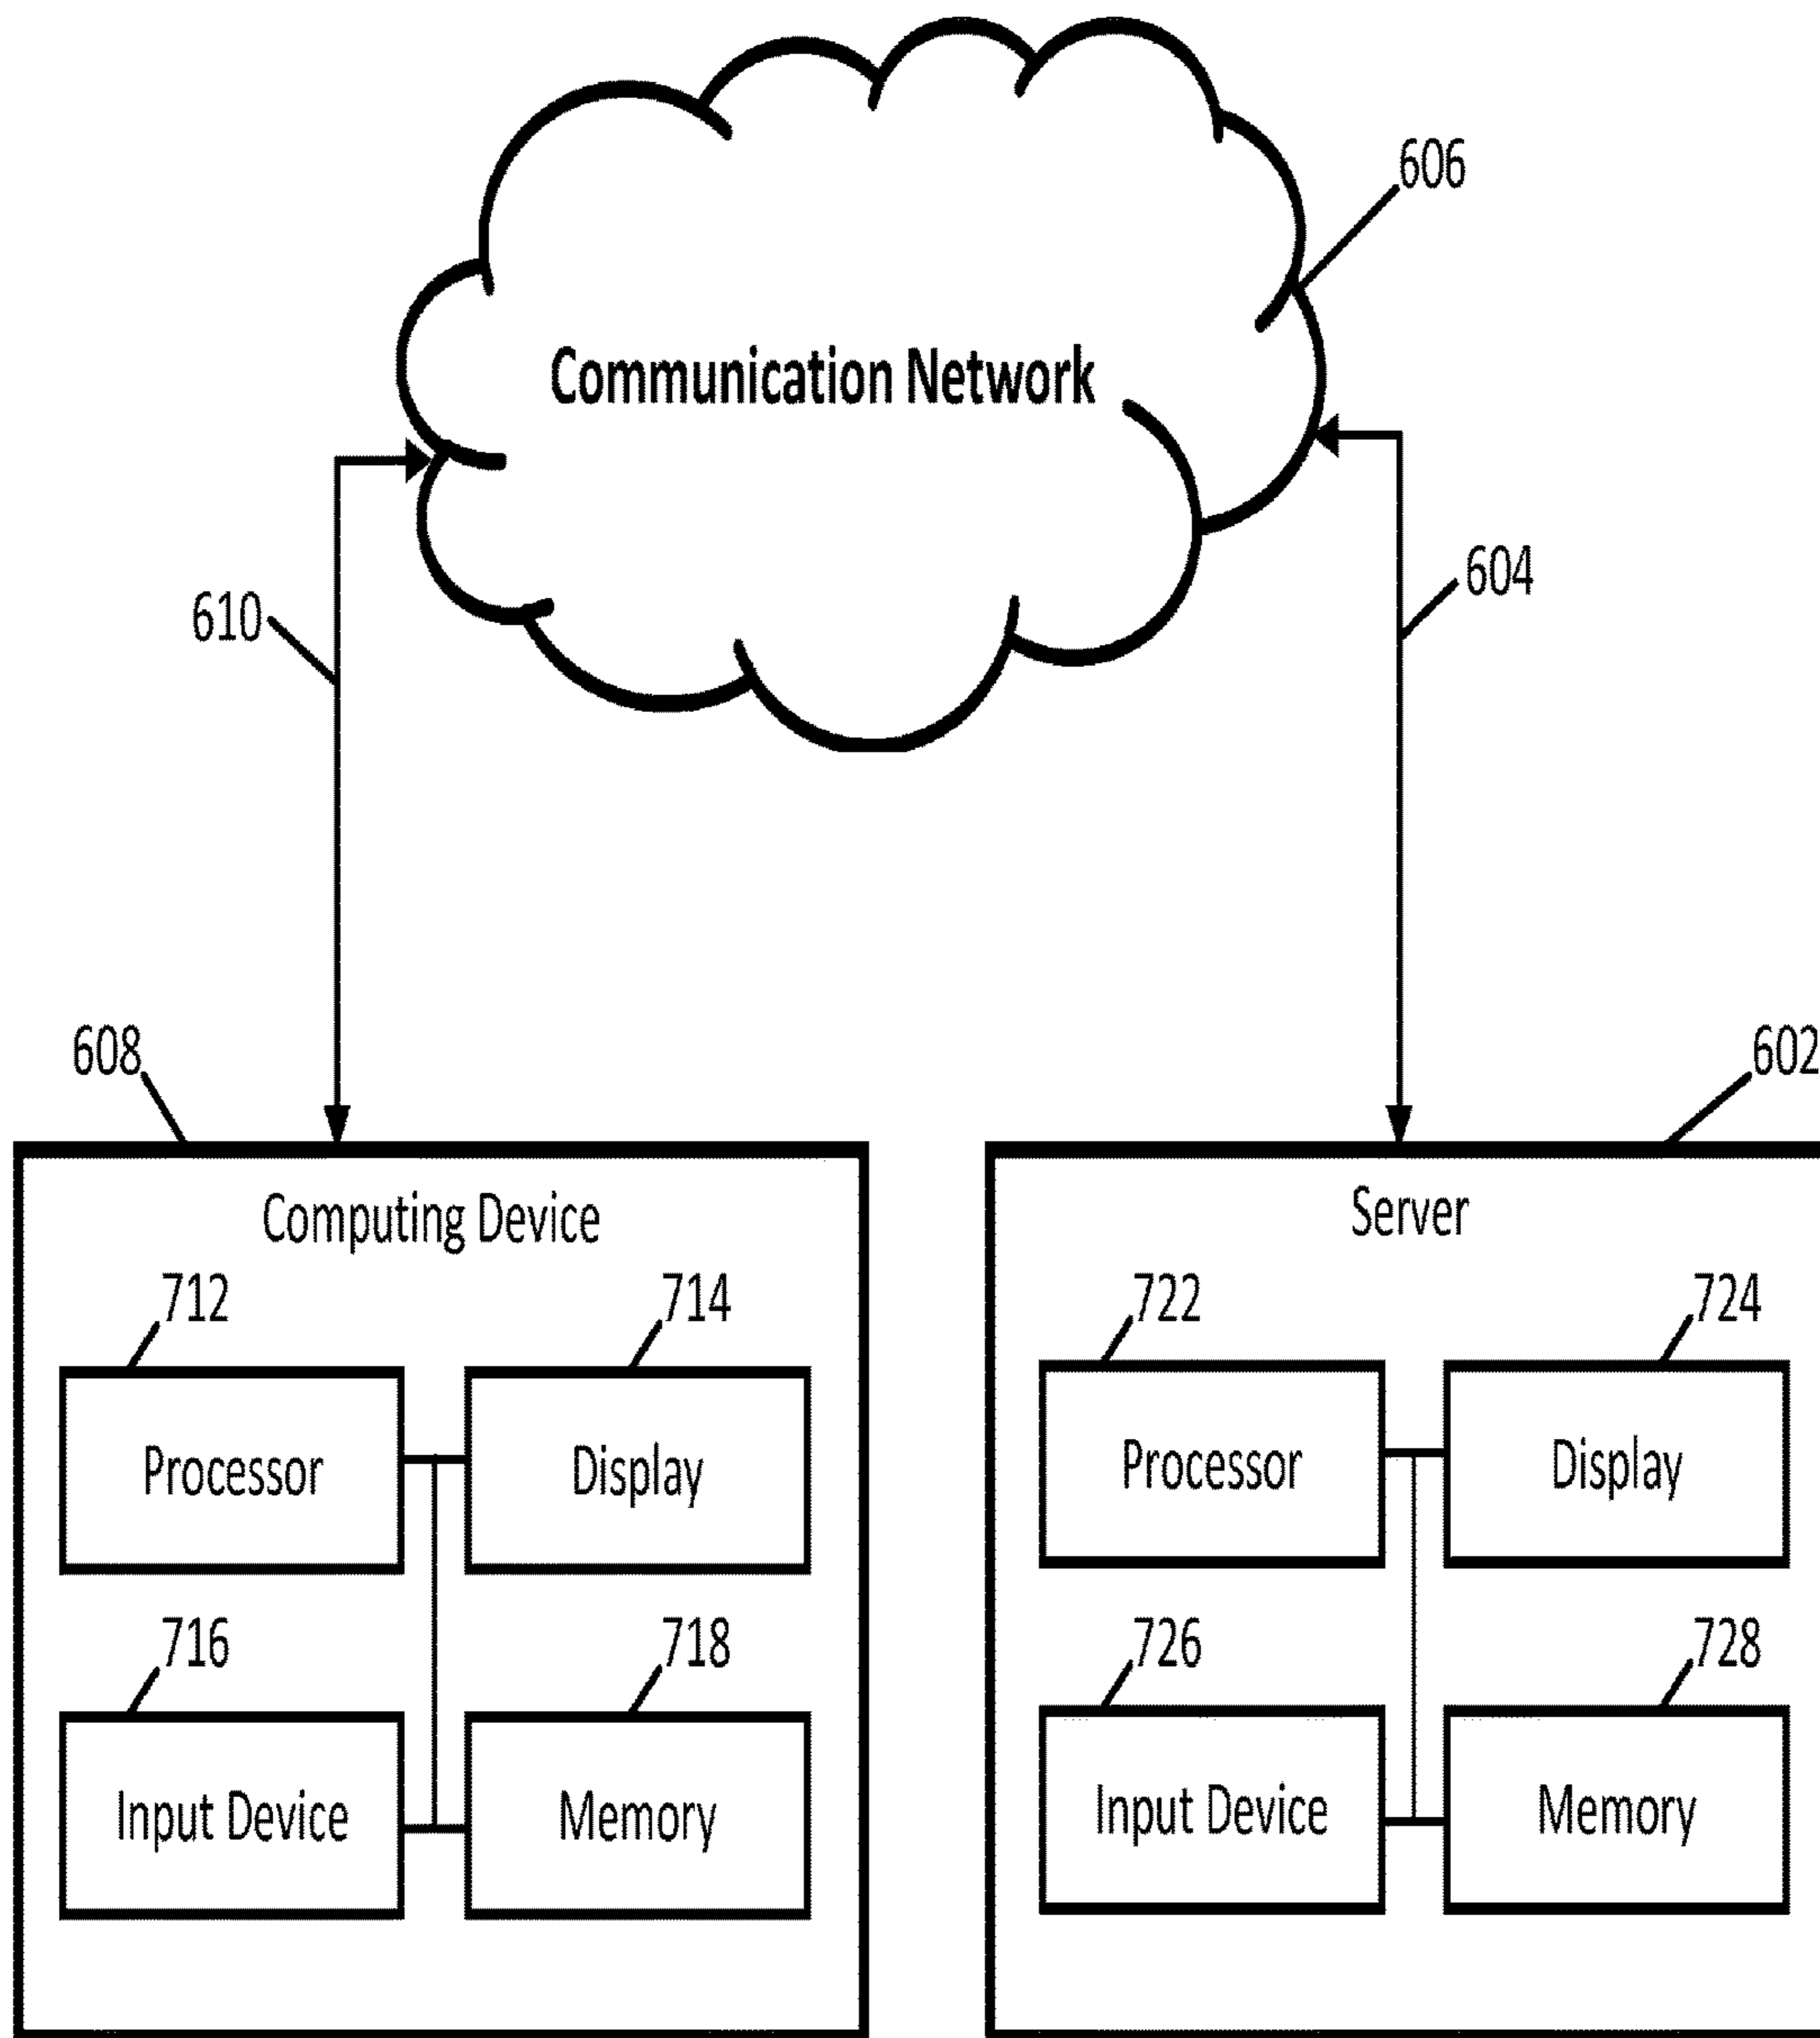 606
Communication Network
610
604
608
602
Computing Device
Server
712
714
722
724
Processor
Display
Processor
Display
716
718
726
728
Input Device
Memory
Input Device
Memory